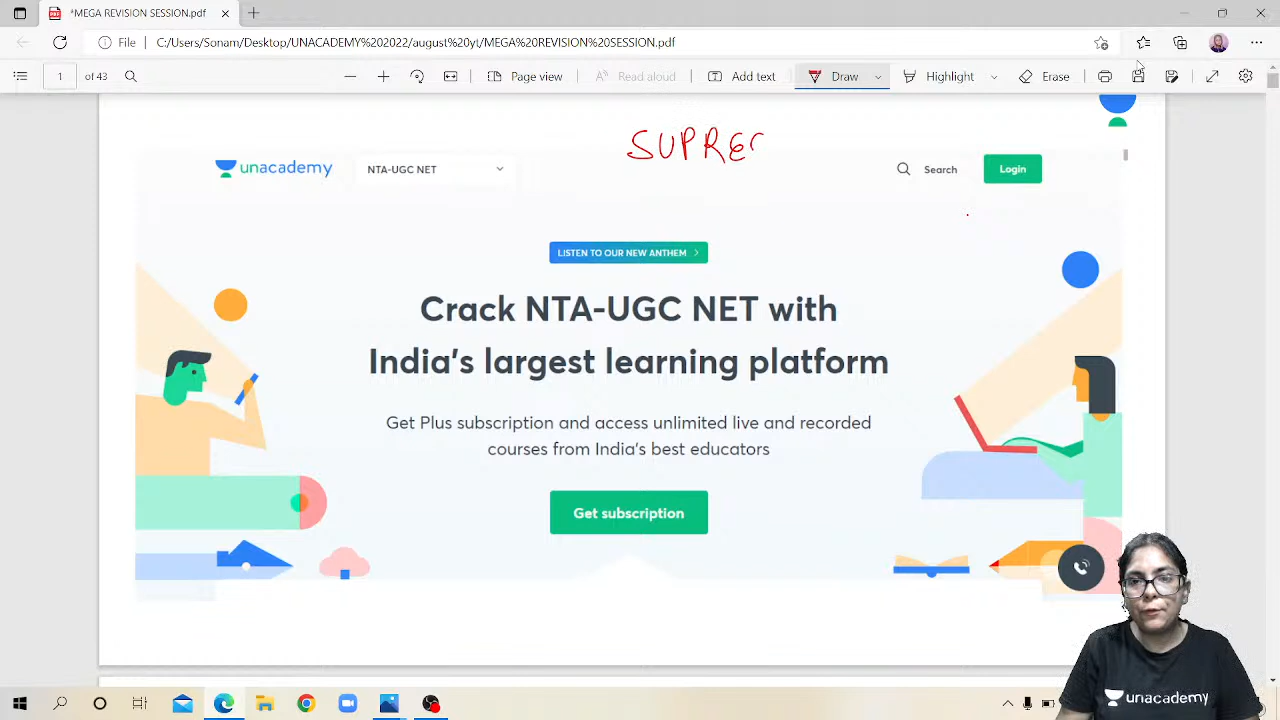 *MEGA REVISION SESSION.pdf
File C:/Users/Sonam/Desktop/UNACADEMY%202022/august%20yt/MEGA%20REVISION%20SESSION.pdf
1 of 43 Page view Read aloud Add text Draw Highlight Erase
SUPRE
unacademy NTA-UGC NET Search Login
LISTEN TO OUR NEW ANTHEM
Crack NTA-UGC NET with
India's largest learning platform
Get Plus subscription and access unlimited live and recorded
courses from India's best educators
Get subscription
unacademy